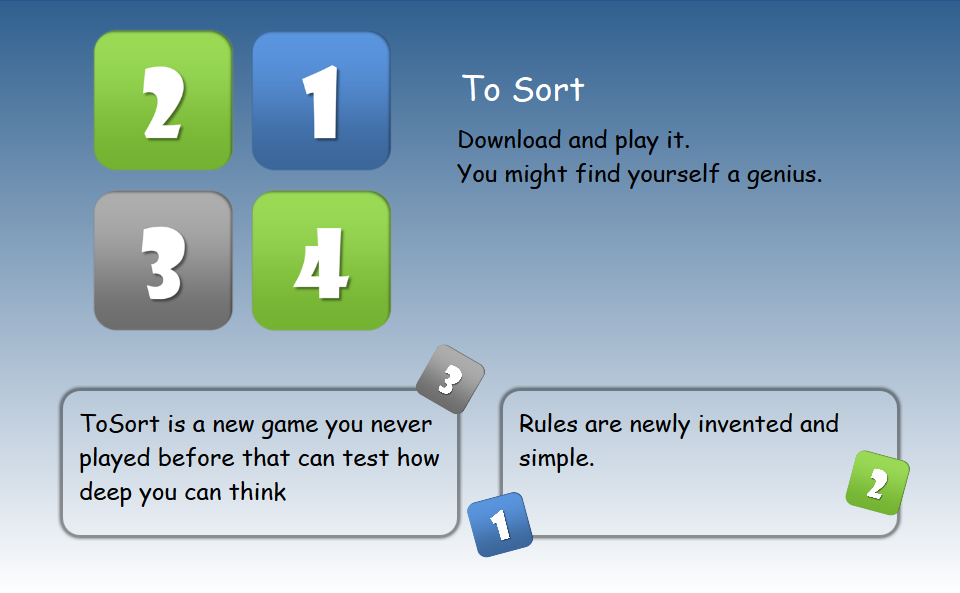 2 1
To Sort
Download and play it.
You might find yourself a genius.
3 4
3
ToSort is a new game you never
played before that can test how
deep you can think
Rules are newly invented and
simple.
2
1